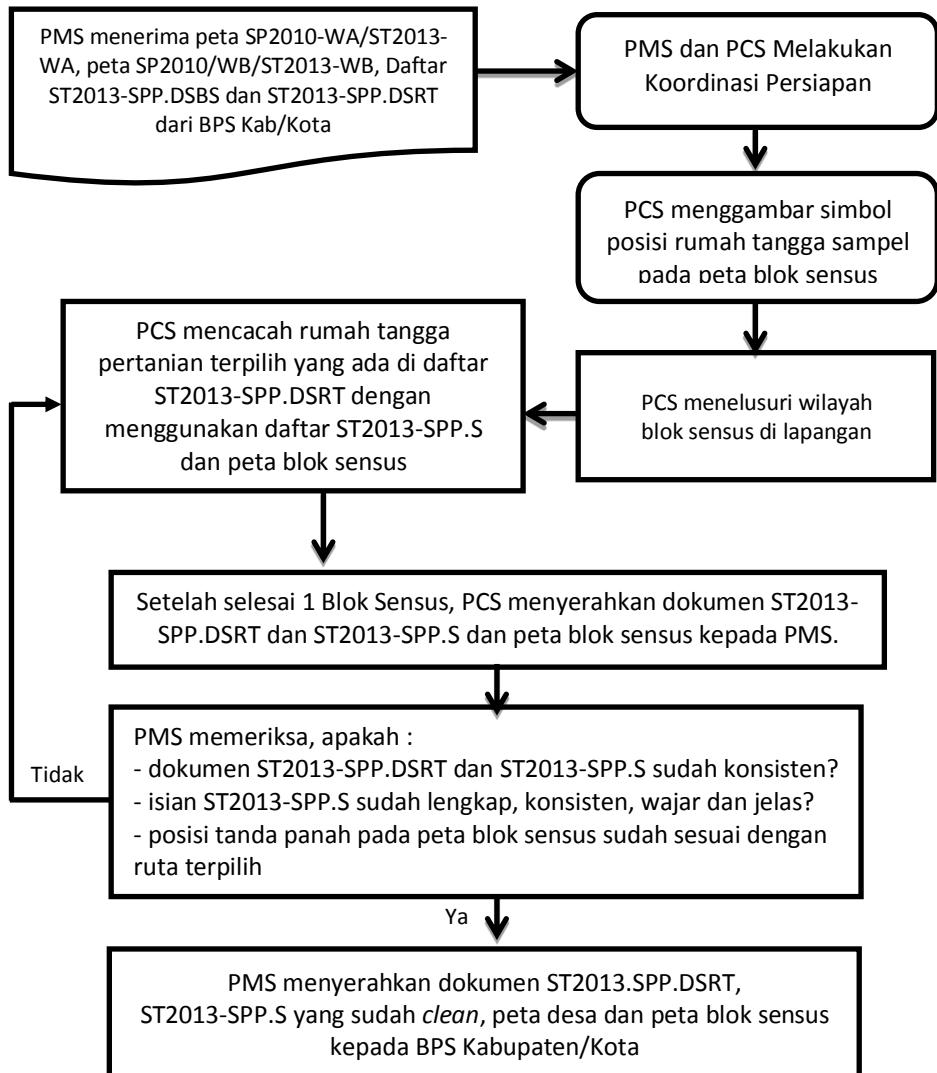 PMS menerima peta SP2010-WA/ST2013-
WA, peta SP2010/WB/ST2013-WB, Daftar
ST2013-SPP.DSBS dan ST2013-SPP.DSRT
dari BPS Kab/Kota
PMS dan PCS Melakukan
Koordinasi Persiapan
PCS menggambar simbol
posisi rumah tangga sampel
pada peta blok sensus
PCS menelusuri wilayah
blok sensus di lapangan
PCS mencacah rumah tangga
pertanian terpilih yang ada di daftar
ST2013-SPP.DSRT dengan
menggunakan daftar ST2013-SPP.S
dan peta blok sensus
Setelah selesai 1 Blok Sensus, PCS menyerahkan dokumen ST2013-
SPP.DSRT dan ST2013-SPP.S dan peta blok sensus kepada PMS.
PMS memeriksa, apakah :
- dokumen ST2013-SPP.DSRT dan ST2013-SPP.S sudah konsisten?
- isian ST2013-SPP.S sudah lengkap, konsisten, wajar dan jelas?
- posisi tanda panah pada peta blok sensus sudah sesuai dengan
ruta terpilih
Tidak
Ya
PMS menyerahkan dokumen ST2013.SPP.DSRT,
ST2013-SPP.S yang sudah clean, peta desa dan peta blok sensus
kepada BPS Kabupaten/Kota